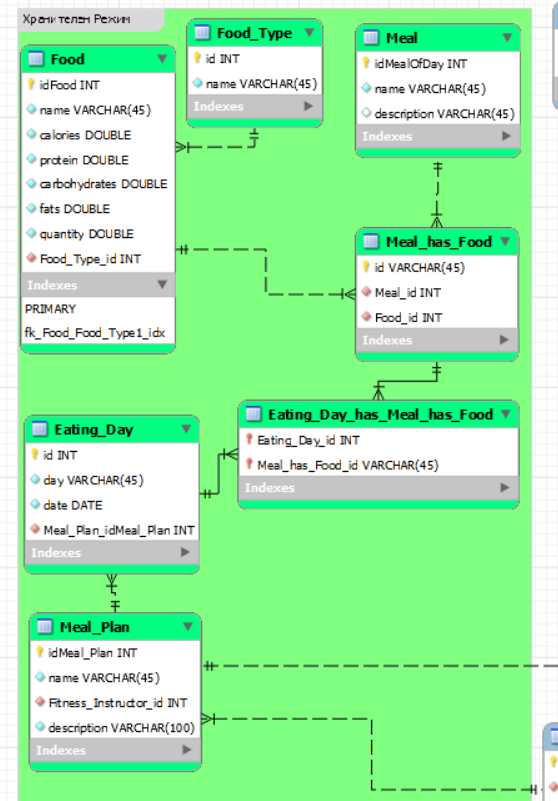 Хранителен Режим
Food
idFood INT
name VARCHAR(45)
calories DOUBLE
protein DOUBLE
carbohydrates DOUBLE
fats DOUBLE
quantity DOUBLE
Food_Type_id INT
Indexes
PRIMARY
fk_Food_Food_Type1_idx
Food_Type
id INT
name VARCHAR(45)
Indexes
Meal
idMealOfDay INT
name VARCHAR(45)
description VARCHAR(45)
Indexes
Meal_has_Food
id VARCHAR(45)
Meal_id INT
Food_id INT
Indexes
Eating_Day_has_Meal_has_Food
Eating_Day_id INT
Meal_has_Food_id VARCHAR(45)
Indexes
Eating_Day
id INT
day VARCHAR(45)
date DATE
Meal_Plan_idMeal_Plan INT
Indexes
Meal_Plan
idMeal_Plan INT
name VARCHAR(45)
Fitness_Instructor_id INT
description VARCHAR(100)
Indexes